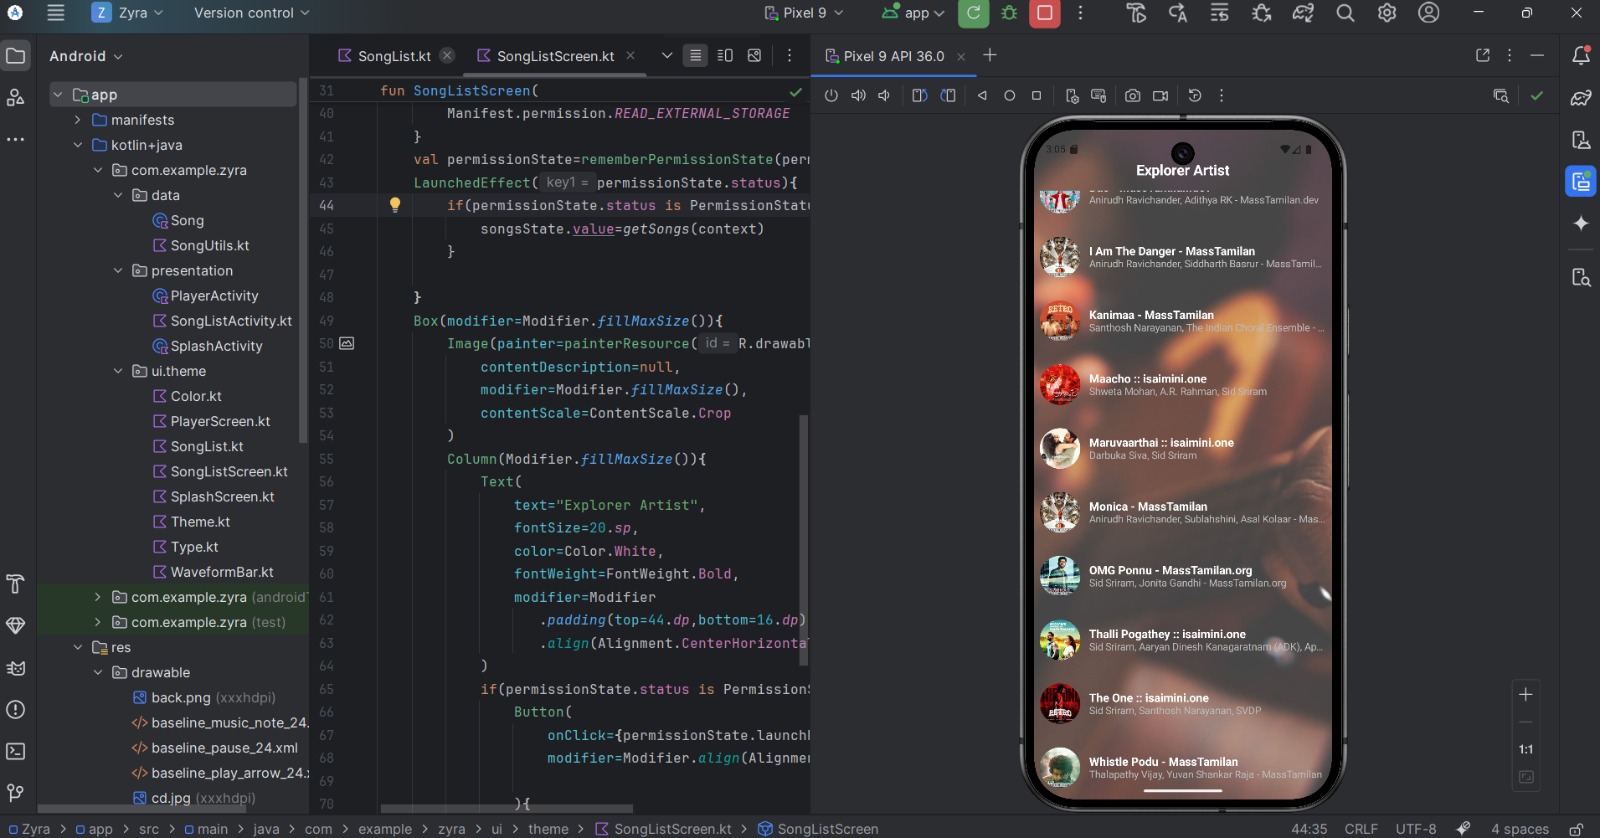 Z Zyra Version control Pixel 9 app
Android SongList.kt SongListScreen.kt Pixel 9 API 36.0
app
manifests
kotlin+java
com.example.zyra
data
Song
SongUtils.kt
presentation
PlayerActivity
SongListActivity.kt
SplashActivity
ui.theme
Color.kt
PlayerScreen.kt
SongList.kt
SongListScreen.kt
SplashScreen.kt
Theme.kt
Type.kt
WaveformBar.kt
com.example.zyra
com.example.zyra (test)
res
drawable
back.png (xxxhdpi)
baseline_music_note_24.
baseline_pause_24.xml
baseline_play_arrow_24.
cd.jpg (xxxhdpi)
31 fun SongListScreen(
40 Manifest.permission.READ_EXTERNAL_STORAGE
41 }
42 val permissionState=rememberPermissionState(per
43 LaunchedEffect( key1 = permissionState.status){
44 if(permissionState.status is PermissionStatu
45 songsState.value=getSongs(context)
46 }
47
48 }
49 Box(modifier=Modifier.fillMaxSize()){
50 Image(painter=painterResource( id = R.drawabl
51 contentDescription=null,
52 modifier=Modifier.fillMaxSize(),
53 contentScale=ContentScale.Crop
54 )
55 Column(Modifier.fillMaxSize()){
56 Text(
57 text="Explorer Artist",
58 fontSize=20.sp,
59 color=Color.White,
60 fontWeight=FontWeight.Bold,
61 modifier=Modifier
62 .padding(top=44.dp,bottom=16.dp)
63 .align(Alignment.CenterHorizonta
64 )
65 if(permissionState.status is Permission
66 Button(
67 onClick={permissionState.launch
68 modifier=Modifier.align(Alignme
69
70 ){
3:05
Explorer Artist
Anirudh Ravichander, Adithya RK - MassTamilan.dev
I Am The Danger - MassTamilan
Anirudh Ravichander, Siddharth Basrur - MassTamil...
Kanimaa - MassTamilan
Santhosh Narayanan, The Indian Choral Ensemble - ...
Maacho :: isaimini.one
Shweta Mohan, A.R. Rahman, Sid Sriram
Maruvaarthai :: isaimini.one
Darbuka Siva, Sid Sriram
Monica - MassTamilan
Anirudh Ravichander, Sublahshini, Asal Kolaar - Mas...
OMG Ponnu - MassTamilan.org
Sid Sriram, Jonita Gandhi - MassTamilan.org
Thalli Pogathey :: isaimini.one
Sid Sriram, Aaryan Dinesh Kanagaratnam (ADK), Ap...
The One :: isaimini.one
Sid Sriram, Santhosh Narayanan, SVDP
Whistle Podu - MassTamilan
Thalapathy Vijay, Yuvan Shankar Raja - MassTamilan
1:1
Zyra > app > src > main > java > com > example > zyra > ui > theme > SongListScreen.kt > SongListScreen 44:35 CRLF UTF-8 4 spaces